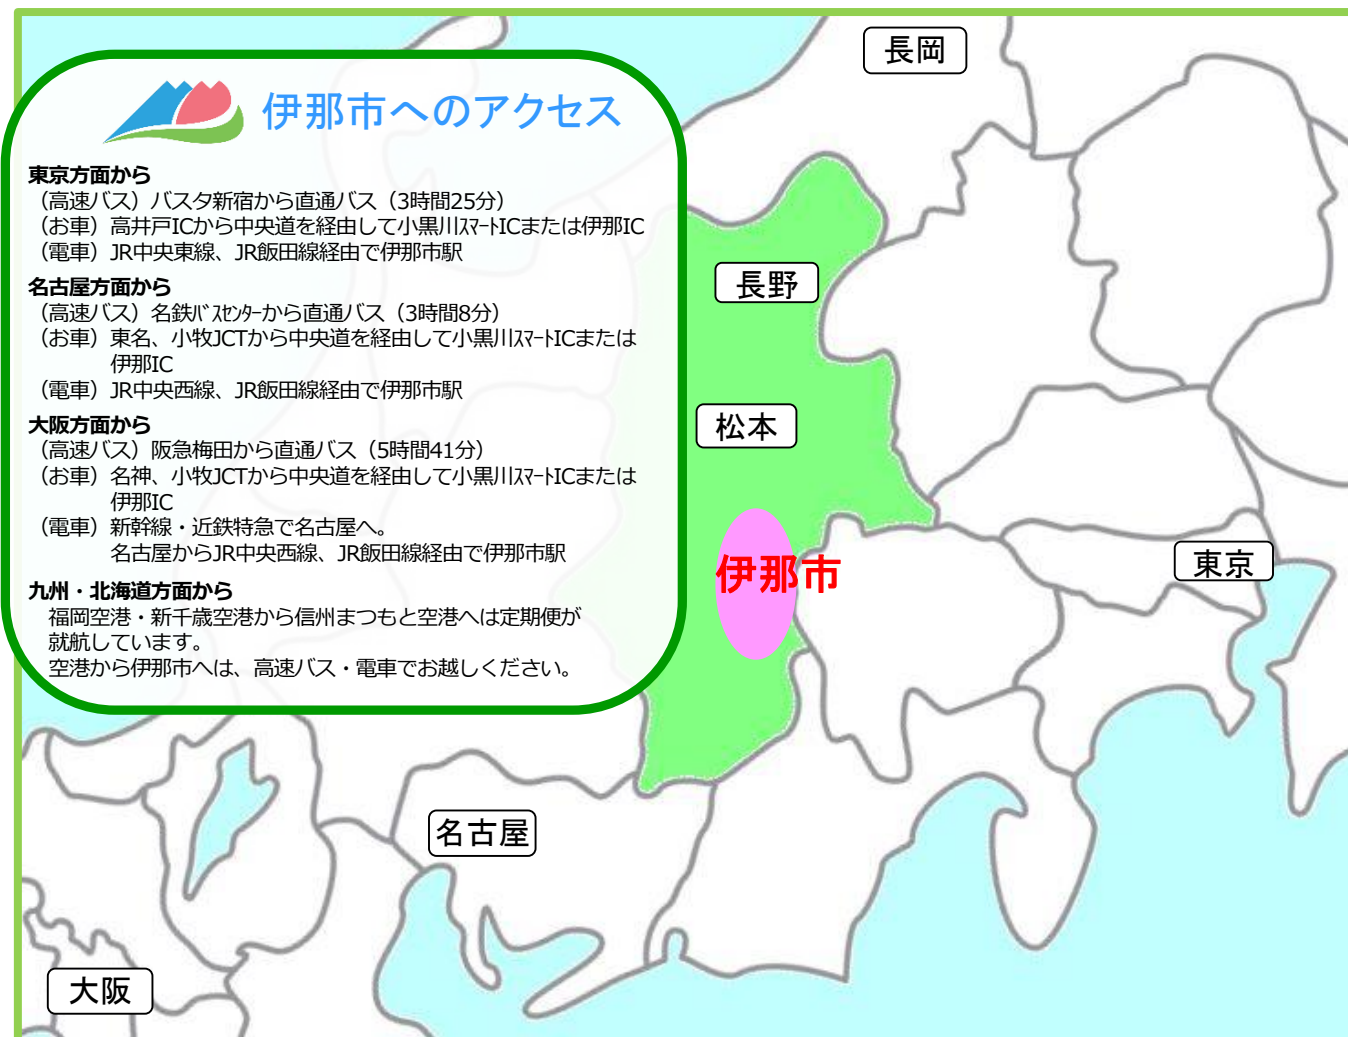 伊那市へのアクセス
東京方面から
（高速バス）バスタ新宿から直通バス（3時間25分）
（お車）高井戸ICから中央道を経由して小黒川ｽﾏｰﾄICまたは伊那IC
（電車）JR中央東線、JR飯田線経由で伊那市駅
名古屋方面から
（高速バス）名鉄ﾊﾞｽｾﾝﾀｰから直通バス（3時間8分）
（お車）東名、小牧JCTから中央道を経由して小黒川ｽﾏｰﾄICまたは
伊那IC
（電車）JR中央西線、JR飯田線経由で伊那市駅
大阪方面から
（高速バス）阪急梅田から直通バス（5時間41分）
（お車）名神、小牧JCTから中央道を経由して小黒川ｽﾏｰﾄICまたは
伊那IC
（電車）新幹線・近鉄特急で名古屋へ。
名古屋からJR中央西線、JR飯田線経由で伊那市駅
九州・北海道方面から
福岡空港・新千歳空港から信州まつもと空港へは定期便が
就航しています。
空港から伊那市へは、高速バス・電車でお越しください。
長岡
長野
松本
伊那市
東京
名古屋
大阪